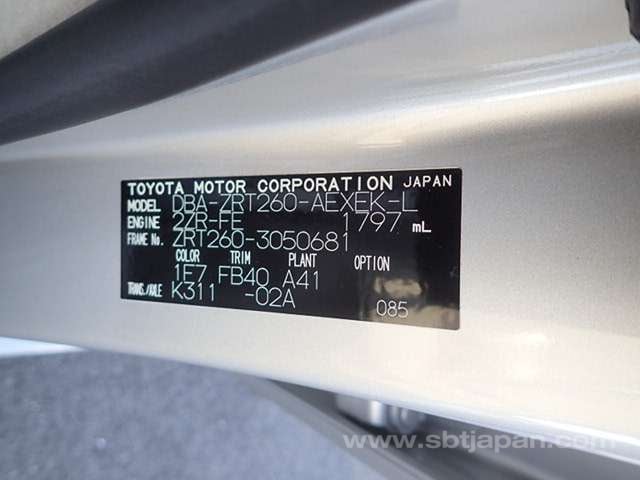 TOYOTA MOTOR CORPORATION JAPAN
MODEL DBA-ZRT260-AEXEK-L
ENGINE 2ZR-FE 1797 mL
FRAME No. ZRT260-3050681
COLOR TRIM PLANT OPTION
1E7 FB40 A41
TRANS./AXLE K311 -02A
085
www.sbtjapan.com